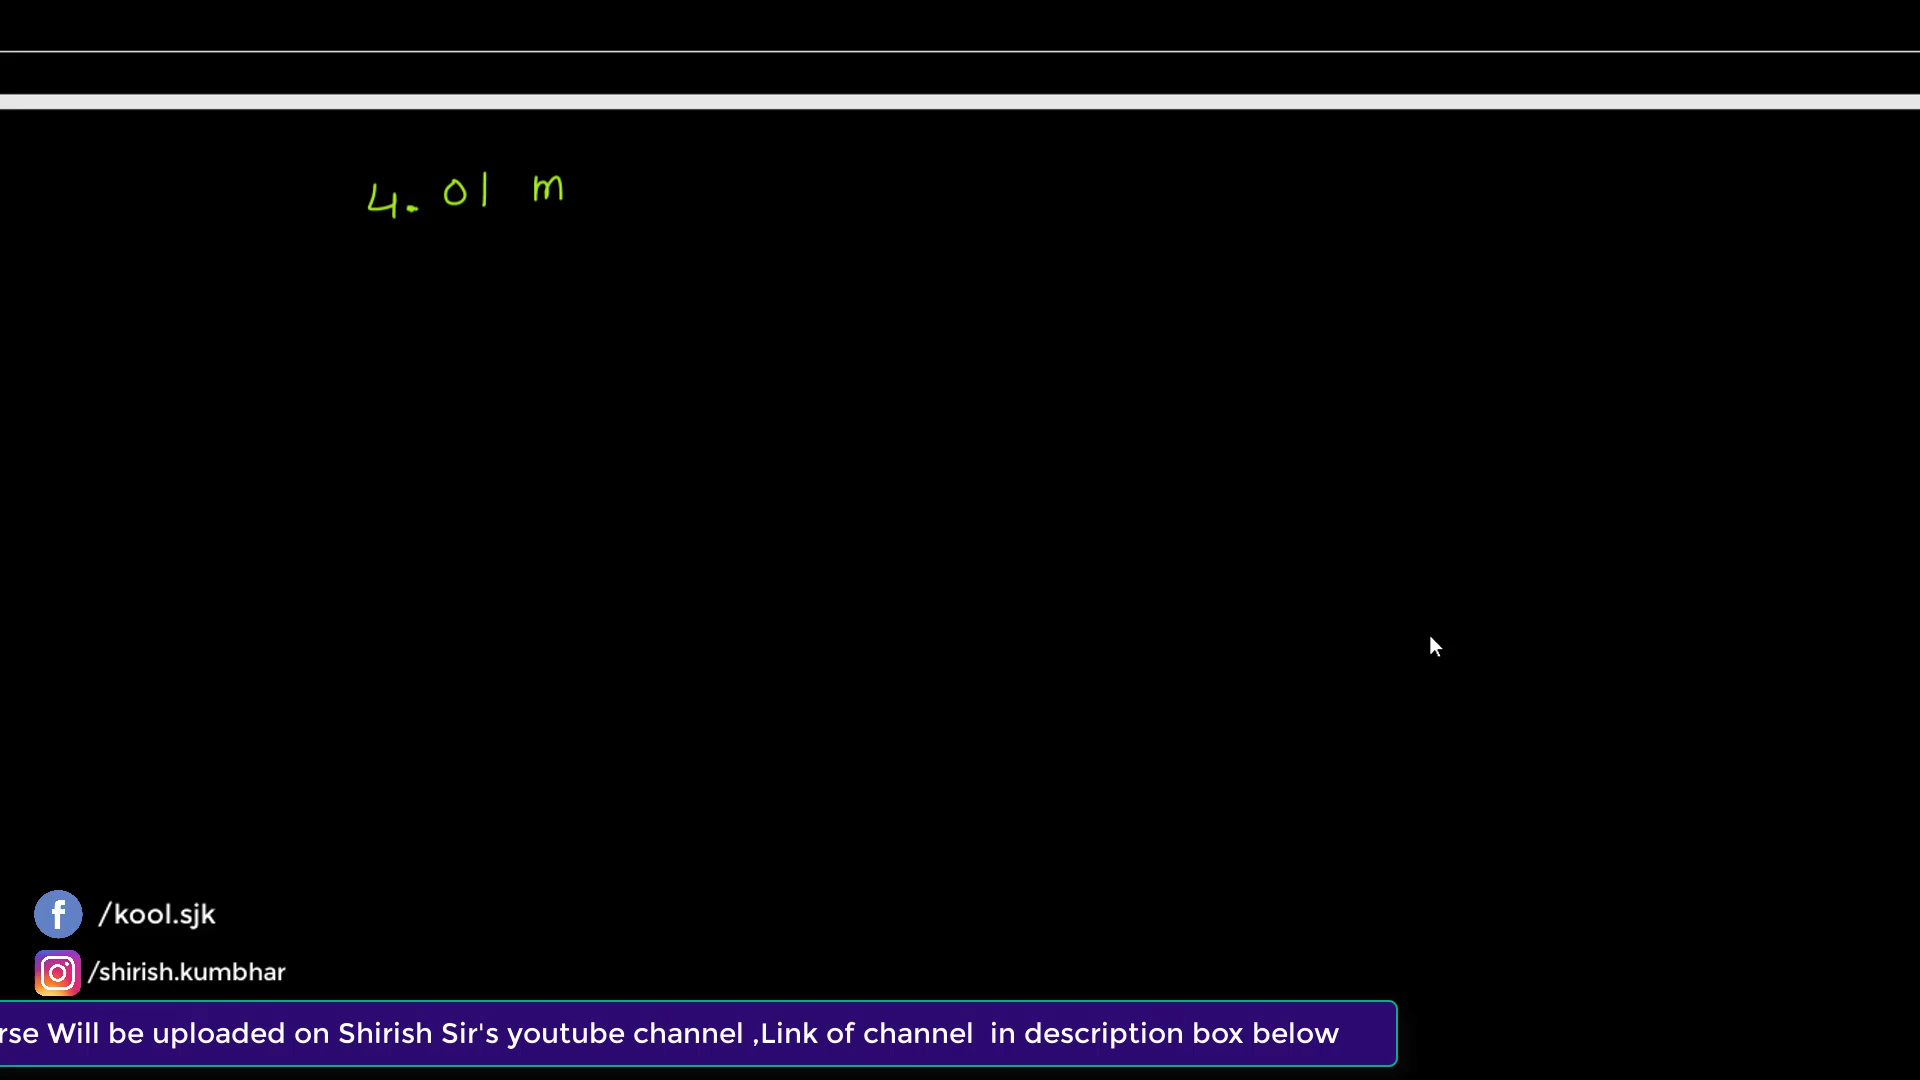 4.01 m
/kool.sjk
/shirish.kumbhar
rse Will be uploaded on Shirish Sir's youtube channel ,Link of channel in description box below